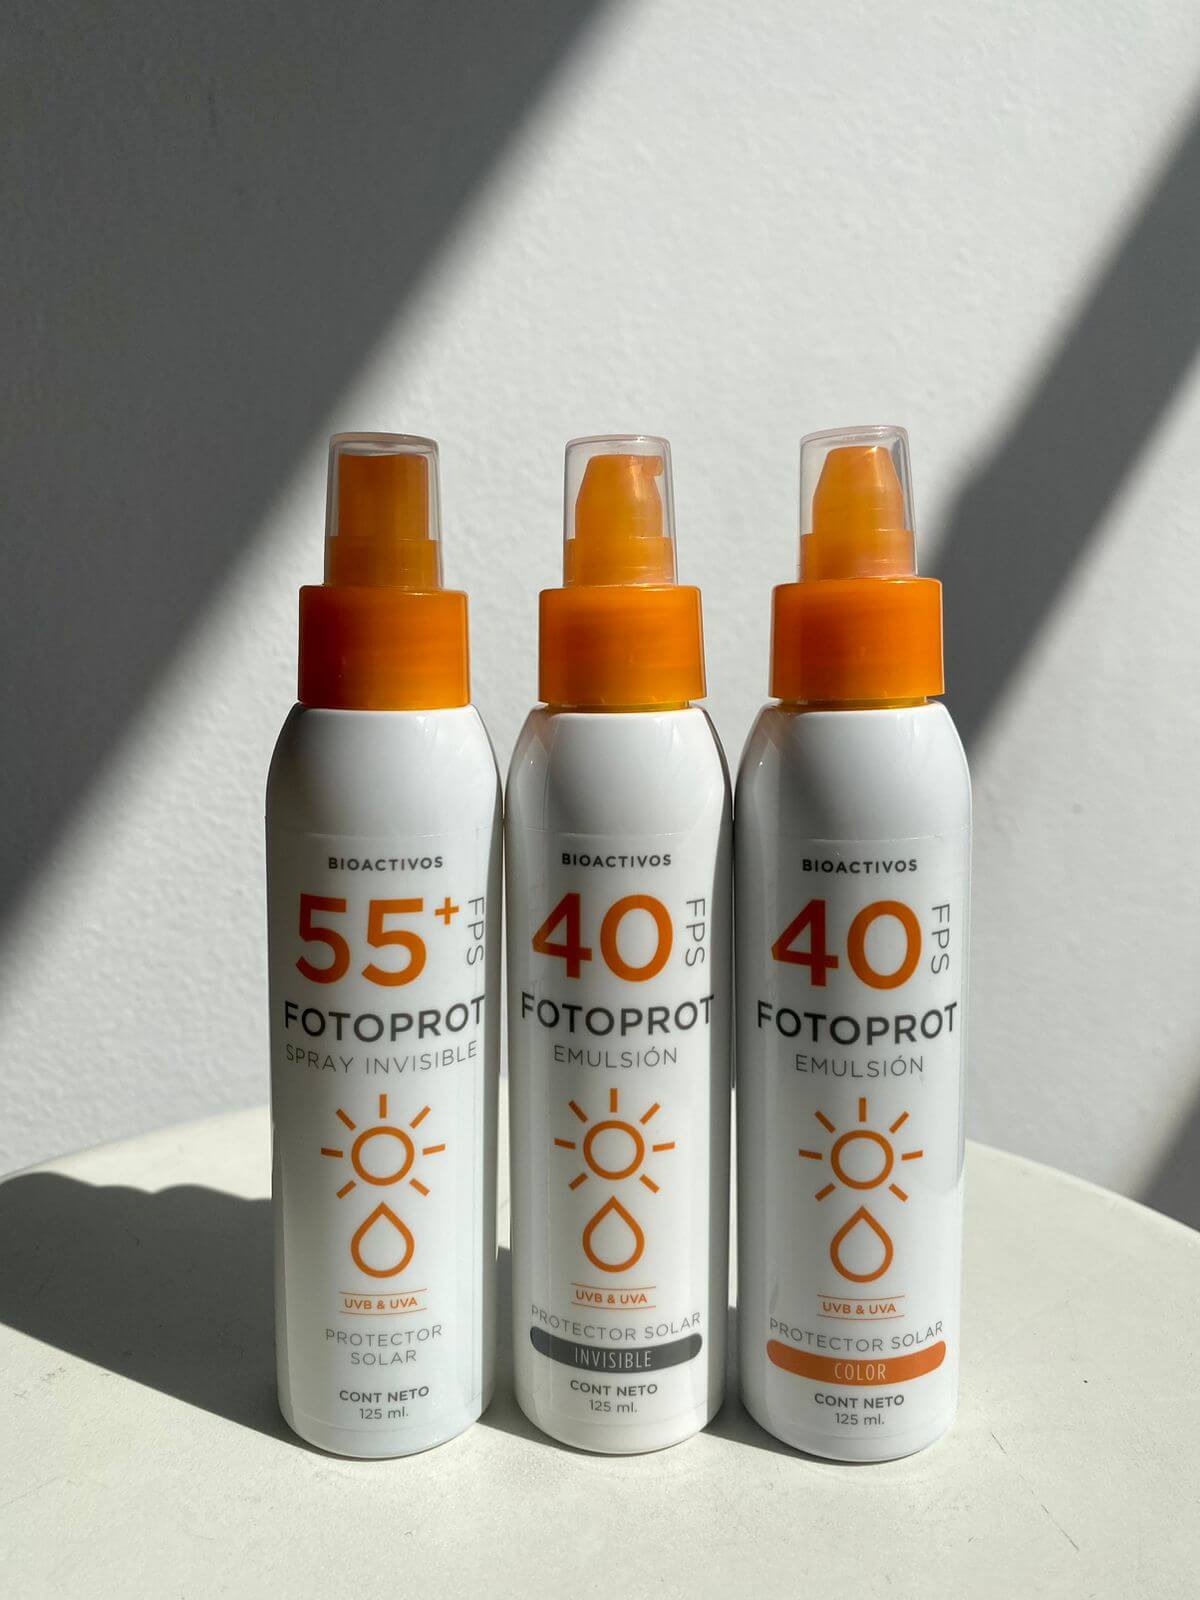 BIOACTIVOS
55+ FPS
FOTOPROT
SPRAY INVISIBLE
UVB & UVA
PROTECTOR
SOLAR
CONT NETO
125 ml.
BIOACTIVOS
40 FPS
FOTOPROT
EMULSIÓN
UVB & UVA
PROTECTOR SOLAR
INVISIBLE
CONT NETO
125 ml.
BIOACTIVOS
40 FPS
FOTOPROT
EMULSIÓN
UVB & UVA
PROTECTOR SOLAR
COLOR
CONT NETO
125 ml.